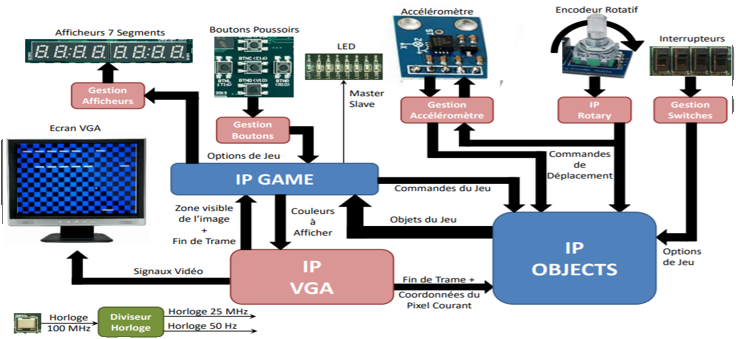 Afficheurs 7 Segments
Boutons Poussoirs
LED
Accéléromètre
Encodeur Rotatif
Interrupteurs
Gestion
Afficheurs
Gestion
Boutons
Master
Slave
Gestion
Accéléromètre
IP
Rotary
Gestion
Switches
Ecran VGA
Options de Jeu
IP GAME
Commandes
de
Déplacement
Commandes du Jeu
Zone visible
de l'image
+
Fin de Trame
Couleurs
à
Afficher
Objets du Jeu
IP
OBJECTS
Options
de Jeu
Signaux Vidéo
IP
VGA
Fin de Trame +
Coordonnées du
Pixel Courant
Horloge
100 MHz
Diviseur
Horloge
Horloge 25 MHz
Horloge 50 Hz